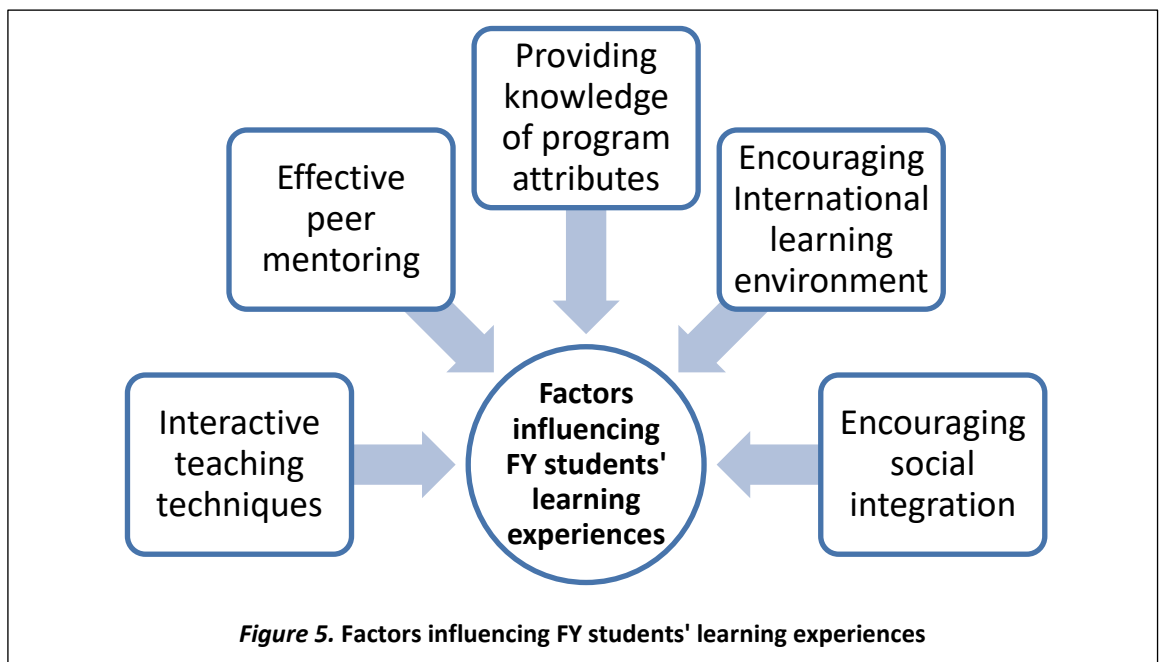 Providing
knowledge
of program
attributes
Effective
peer
mentoring
Encouraging
International
learning
environment
Interactive
teaching
techniques
Factors
influencing
FY students'
learning
experiences
Encouraging
social
integration
Figure 5. Factors influencing FY students' learning experiences